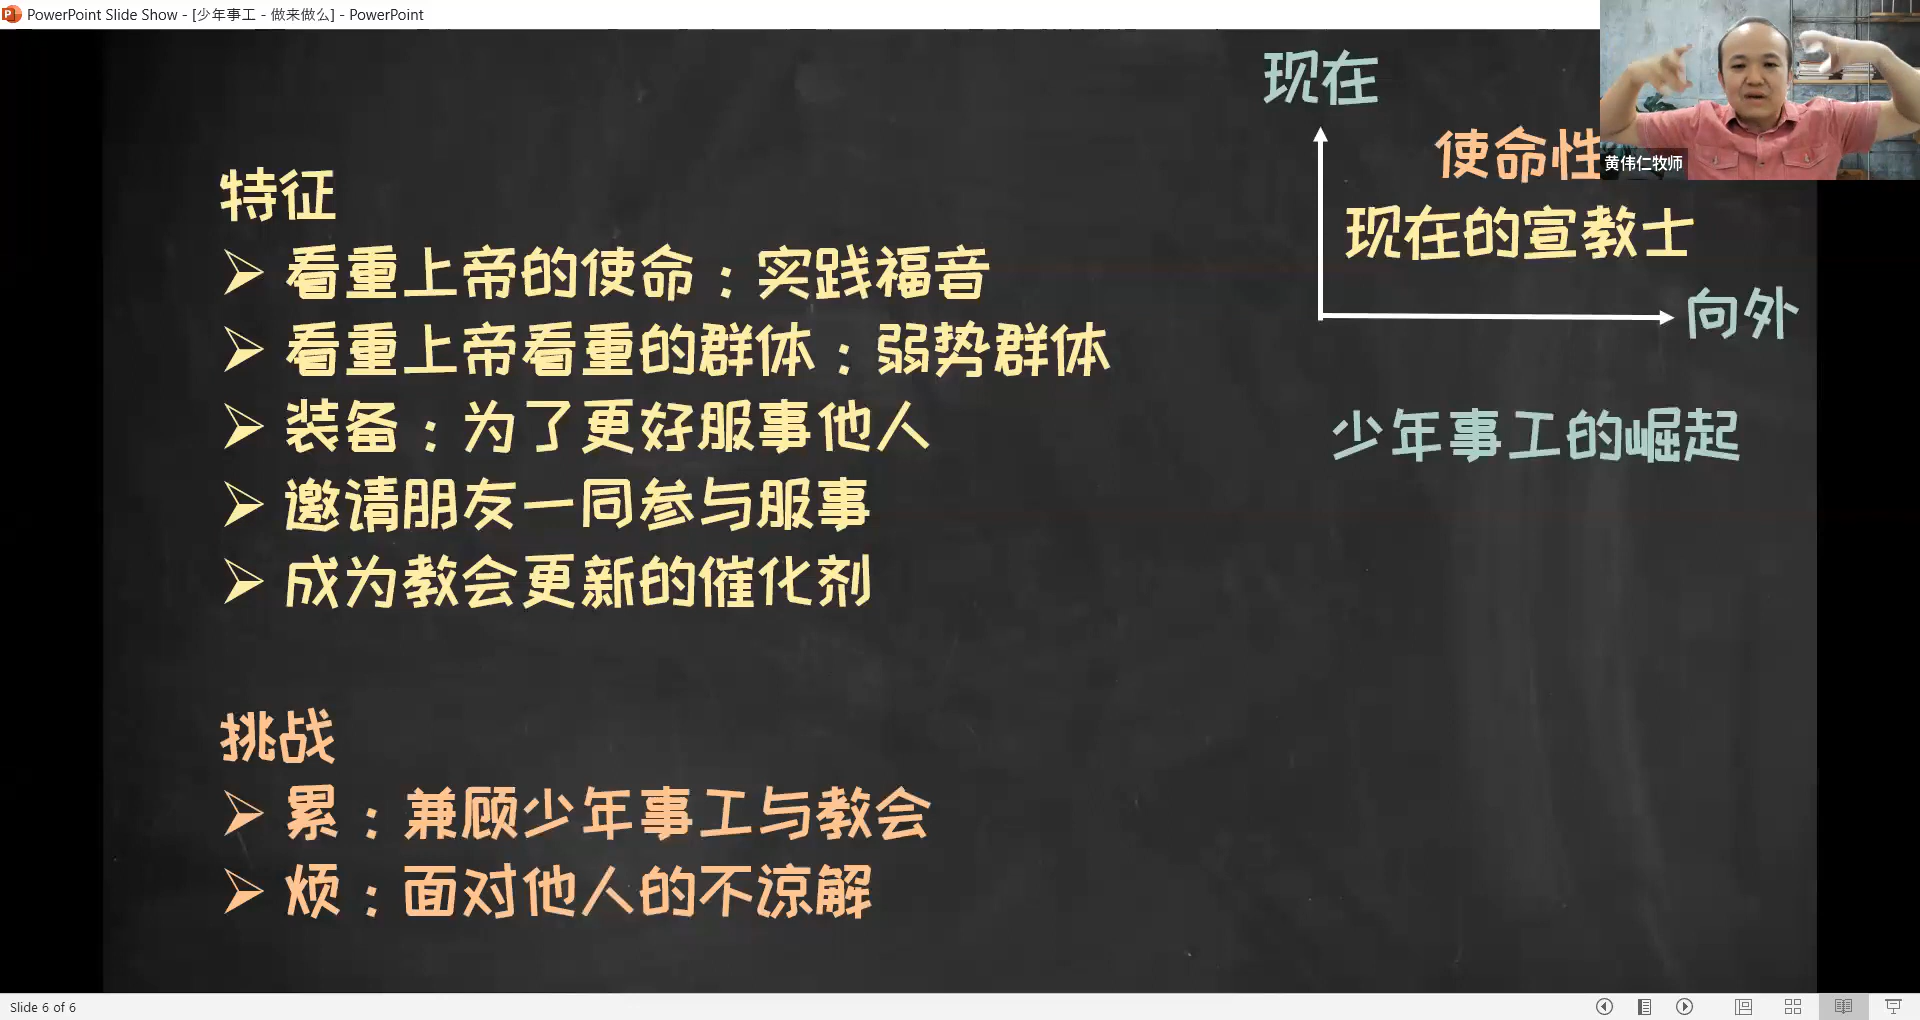 PowerPoint Slide Show - [少年事工 - 做来做么] - PowerPoint
现在
使命性
黄伟仁牧师
现在的宣教士
向外
少年事工的崛起
特征
➢ 看重上帝的使命：实践福音
➢ 看重上帝看重的群体：弱势群体
➢ 装备：为了更好服事他人
➢ 邀请朋友一同参与服事
➢ 成为教会更新的催化剂
挑战
➢ 累：兼顾少年事工与教会
➢ 烦：面对他人的不谅解
Slide 6 of 6